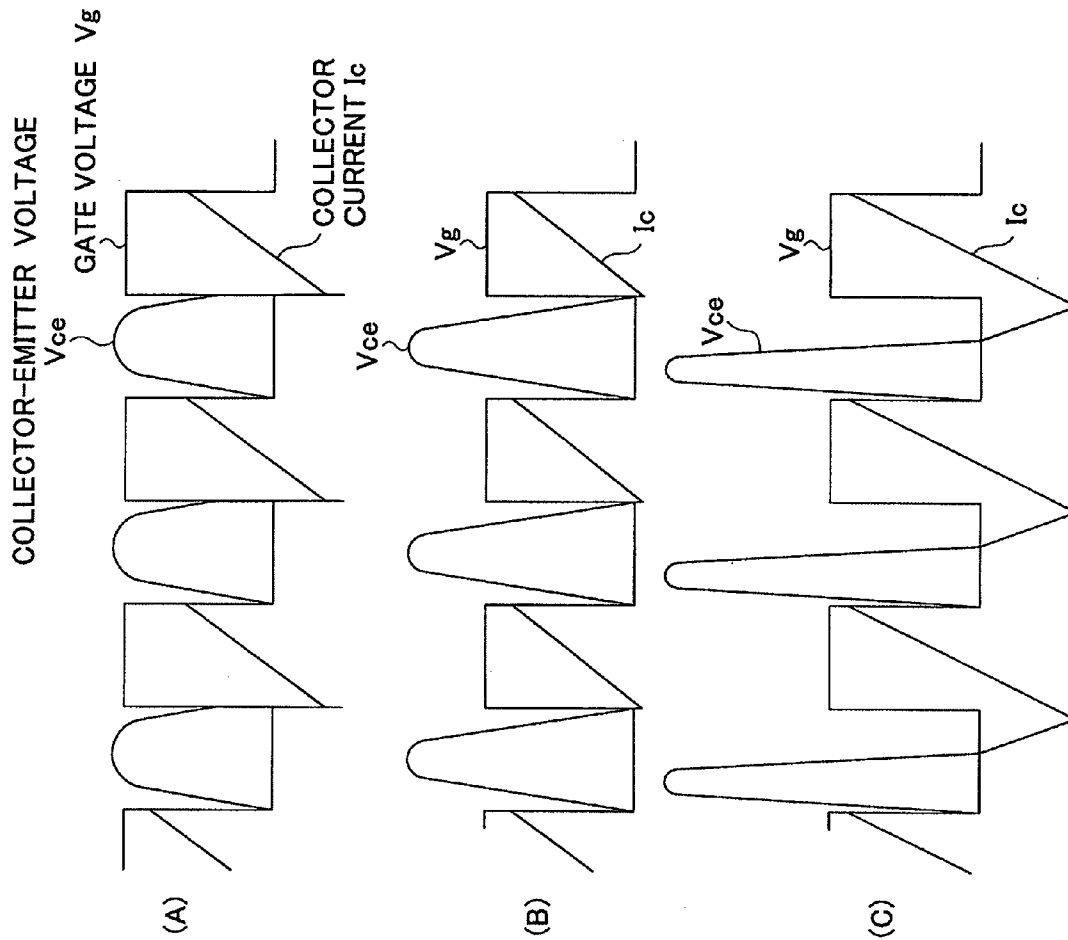 COLLECTOR-EMITTER VOLTAGE
Vce
GATE VOLTAGE Vg
COLLECTOR
CURRENT Ic
(A)
Vce
Vg
Ic
(B)
Vce
Vg
Ic
(C)